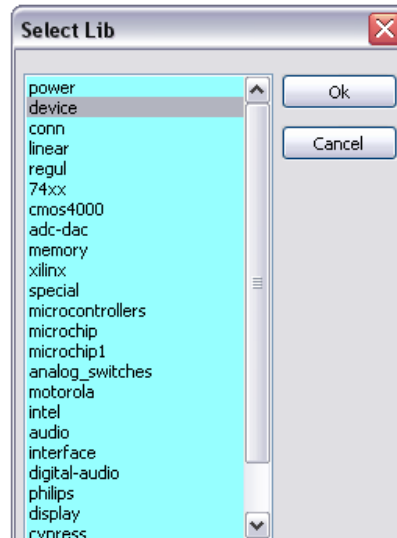 Select Lib
power
device
conn
linear
regul
74xx
cmos4000
adc-dac
memory
xilinx
special
microcontrollers
microchip
microchip1
analog_switches
motorola
intel
audio
interface
digital-audio
philips
display
cypress
Ok
Cancel